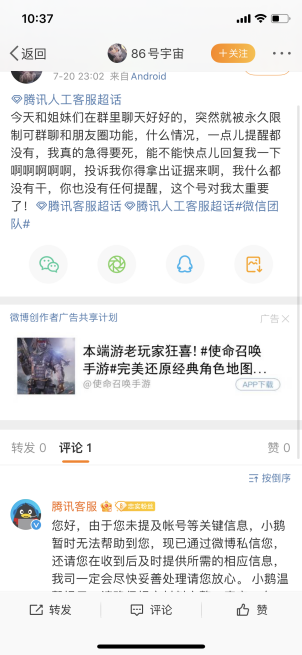 10:37
返回
86号宇宙
+关注
7-20 23:02 来自Android
腾讯人工客服超话
今天和姐妹们在群里聊天好好的，突然就被永久限
制可群聊和朋友圈功能，什么情况，一点儿提醒都
没有，我真的急得要死，能不能快点儿回复我一下
啊啊啊啊啊啊，投诉我你得拿出证据来啊，我什么都
没有干，你也没有任何提醒，这个号对我太重要
了！腾讯客服超话 腾讯人工客服超话#微信团
队#
微博创作者广告共享计划
广告
本端游老玩家狂喜！#使命召唤
手游#完美还原经典角色地图...
@使命召唤手游
APP下载
转发 0 评论 1
赞 0
按倒序
腾讯客服
您好，由于您未提及帐号等关键信息，小鹅
暂时无法帮助到您，现已通过微博私信您，
还请您在收到后及时提供所需的相应信息，
我司一定会尽快妥善处理请您放心。 小鹅温
转发
评论
赞